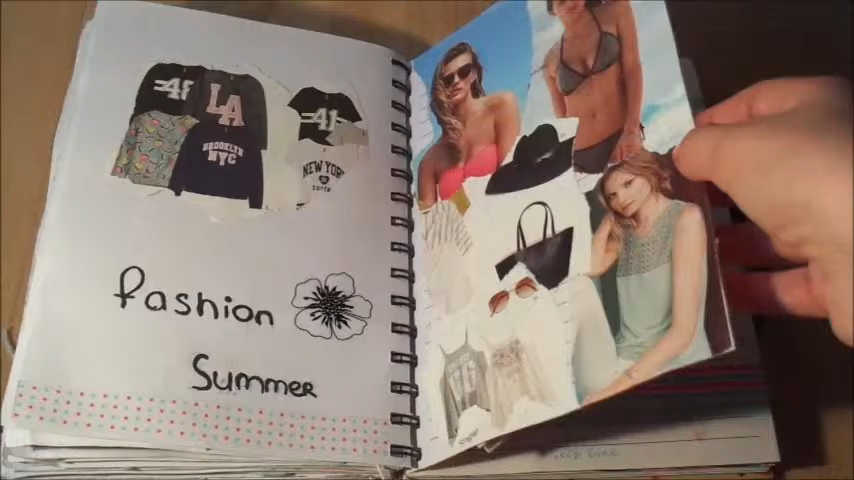 48
LA
41
BROOKLYN
NYC
NEW YORK
fashion
Summer